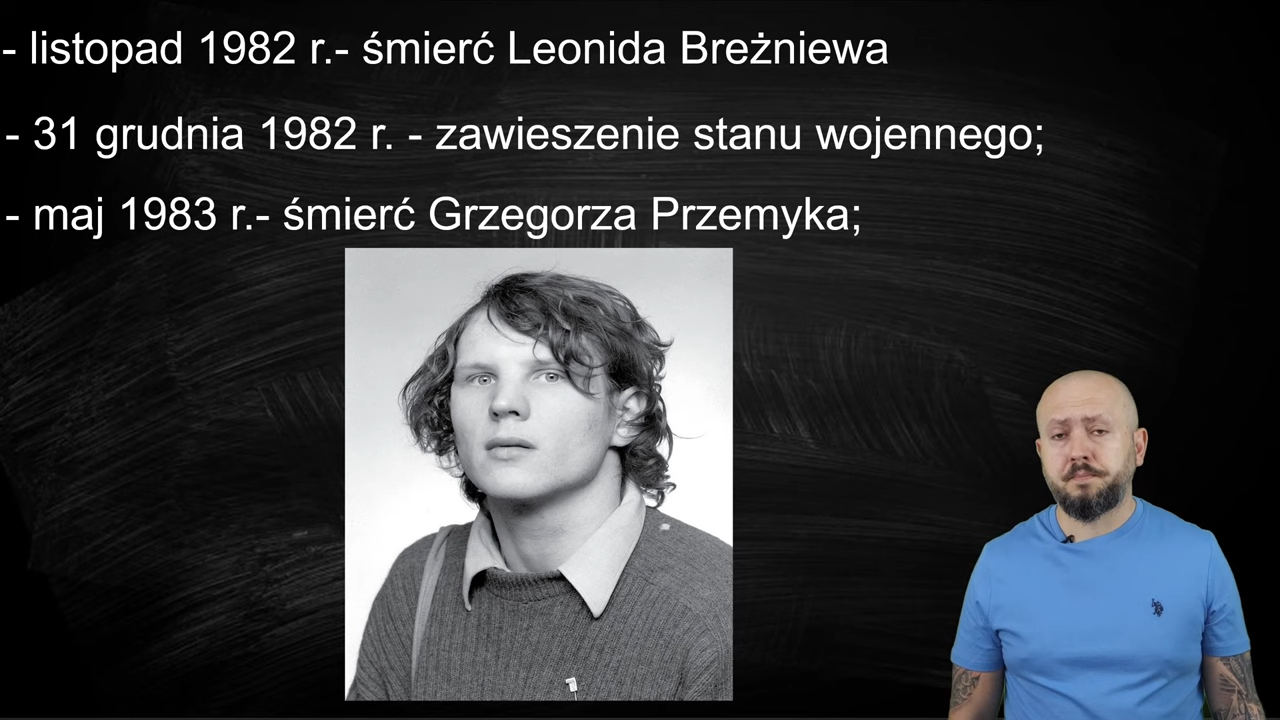 - listopad 1982 r.- śmierć Leonida Breżniewa
- 31 grudnia 1982 r. - zawieszenie stanu wojennego;
- maj 1983 r.- śmierć Grzegorza Przemyka;